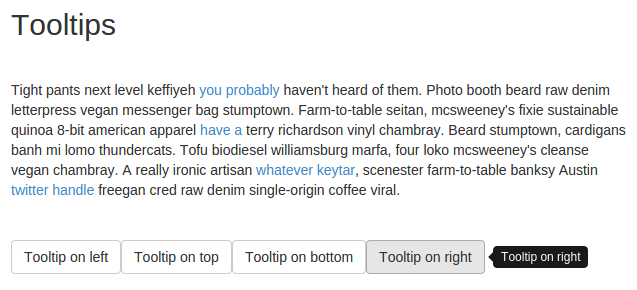 Tooltips
Tight pants next level keffiyeh you probably haven't heard of them. Photo booth beard raw denim
letterpress vegan messenger bag stumptown. Farm-to-table seitan, mcsweeney's fixie sustainable
quinoa 8-bit american apparel have a terry richardson vinyl chambray. Beard stumptown, cardigans
banh mi lomo thundercats. Tofu biodiesel williamsburg marfa, four loko mcsweeney's cleanse
vegan chambray. A really ironic artisan whatever keytar, scenester farm-to-table banksy Austin
twitter handle freegan cred raw denim single-origin coffee viral.
Tooltip on left Tooltip on top Tooltip on bottom Tooltip on right Tooltip on right